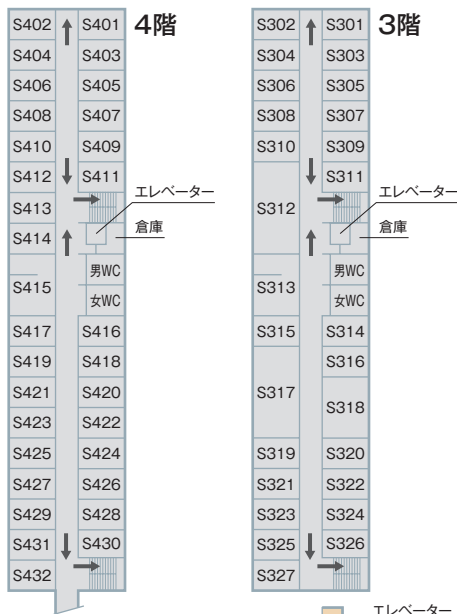 4階
S402 S401
S404 S403
S406 S405
S408 S407
S410 S409
S412 S411
S413
エレベーター
S414
倉庫
男WC
S415
女WC
S417 S416
S419 S418
S421 S420
S423 S422
S425 S424
S427 S426
S429 S428
S431 S430
S432
3階
S302 S301
S304 S303
S306 S305
S308 S307
S310 S309
S311
エレベーター
S312
倉庫
男WC
S313
女WC
S315 S314
S316
S317
S318
S319 S320
S321 S322
S323 S324
S325 S326
S327
エレベーター